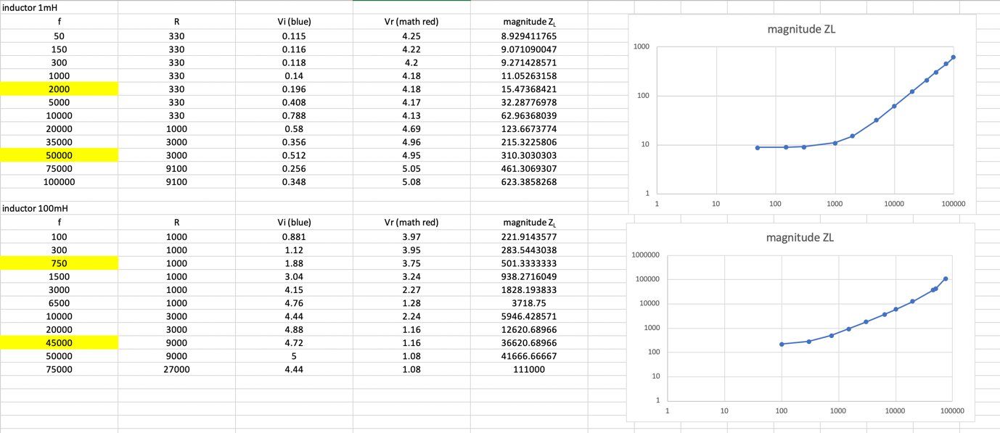 inductor 1mH
f R Vi (blue) Vr (math red) magnitude ZL
50 330 0.115 4.25 8.929411765
150 330 0.116 4.22 9.071090047
300 330 0.118 4.2 9.271428571
1000 330 0.14 4.18 11.05263158
2000 330 0.196 4.18 15.47368421
5000 330 0.408 4.17 32.28776978
10000 330 0.788 4.13 62.96368039
20000 1000 0.58 4.69 123.6673774
35000 3000 0.356 4.96 215.3225806
50000 3000 0.512 4.95 310.3030303
75000 9100 0.256 5.05 461.3069307
100000 9100 0.348 5.08 623.3858268
inductor 100mH
f R Vi (blue) Vr (math red) magnitude ZL
100 1000 0.881 3.97 221.9143577
300 1000 1.12 3.95 283.5443038
750 1000 1.88 3.75 501.3333333
1500 1000 3.04 3.24 938.2716049
3000 1000 4.15 2.27 1828.193833
6500 1000 4.76 1.28 3718.75
10000 3000 4.44 2.24 5946.428571
20000 3000 4.88 1.16 12620.68966
45000 9000 4.72 1.16 36620.68966
50000 9000 5 1.08 41666.66667
75000 27000 4.44 1.08 111000
magnitude ZL
1000
100
10
1
1 10 100 1000 10000 100000
magnitude ZL
1000000
100000
10000
1000
100
10
1
1 10 100 1000 10000 100000